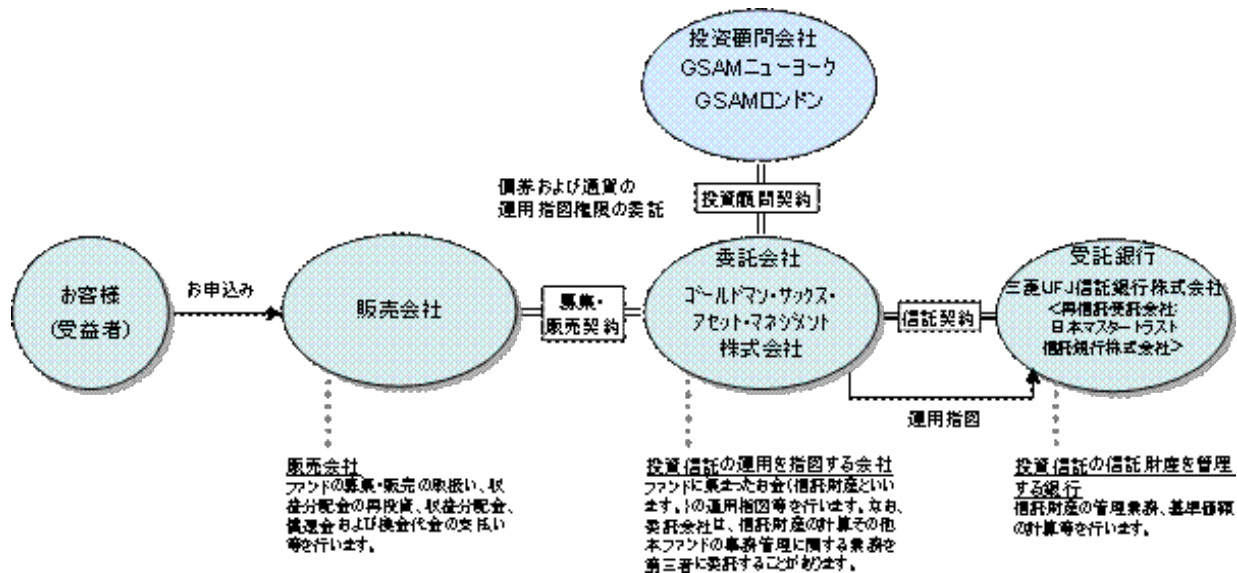 投資顧問会社
GSAMニューヨーク
GSAMロンドン
債券および通貨の
運用指図権限の委託
投資顧問契約
お客様
(受益者)
お申込み
販売会社
募集・
販売契約
委託会社
ゴールドマン・サックス・
アセット・マネジメント
株式会社
信託契約
受託銀行
三菱UFJ信託銀行株式会社
<再信託受託会社:
日本マスタートラスト
信託銀行株式会社>
運用指図
販売会社
ファンドの募集・販売の取扱い、収
益分配金の再投資、収益分配金、
償還金および換金代金の支払い
等を行います。
投資信託の運用を指図する会社
ファンドに集まったお金(信託財産といい
ます。)の運用指図等を行います。なお、
委託会社は、信託財産の計算その他
本ファンドの事務管理に関する業務を
第三者に委託することがあります。
投資信託の信託財産を管理
する銀行
信託財産の管理業務、基準価額
の計算等を行います。